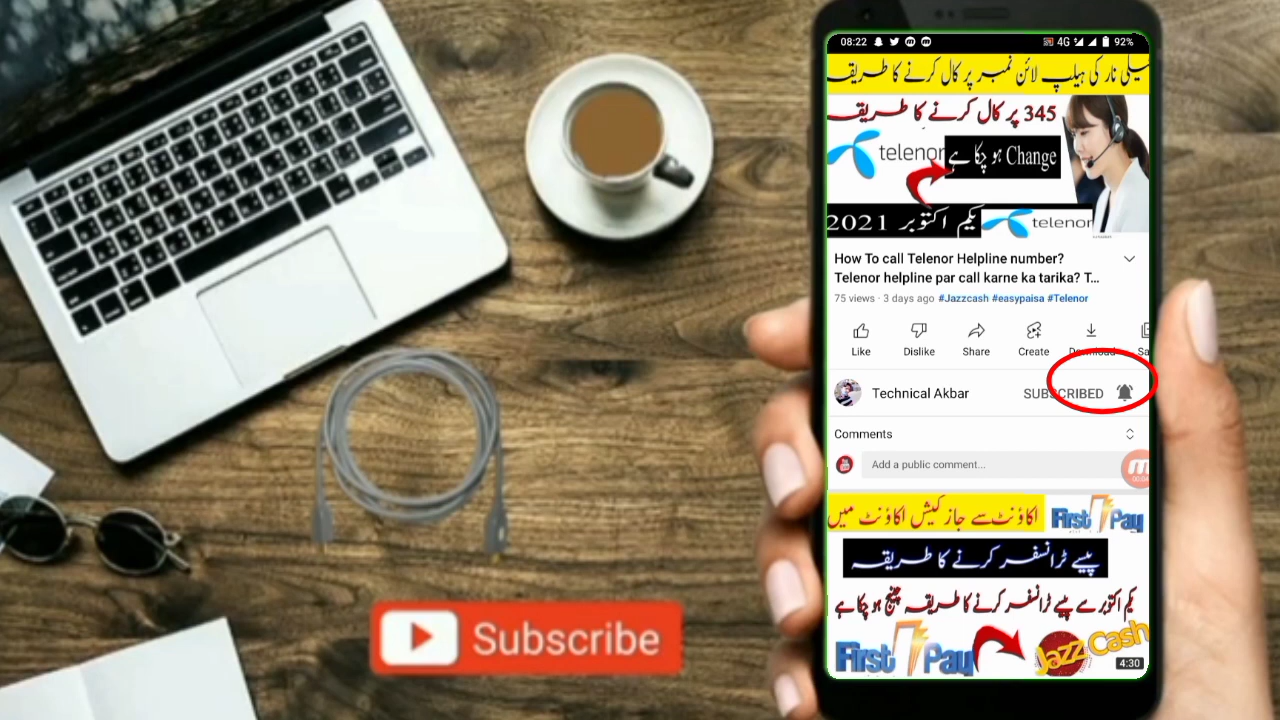 08:22 4G 92%
یلی نار کی ہیلپ لائن نمبر پر کال کرنے کا طریقہ
345 پر کال کرنے کا طریقہ
telenor
Change ہو چکا ہے
یکم اکتوبر 2021
telenor
How To call Telenor Helpline number?
Telenor helpline par call karne ka tarika? T...
75 views · 3 days ago #Jazzcash #easypaisa #Telenor
Like Dislike Share Create Download Sa
Technical Akbar SUBSCRIBED
Comments
Add a public comment...
00:04
اکاؤنٹ سے جاز کیش اکاؤنٹ میں First Pay
پیسے ٹرانسفر کرنے کا طریقہ
یکم اکتوبر سے پیسے ٹرانسفر کرنے کا طریقہ چینج ہو چکا ہے
First Pay JazzCash
4:30
Subscribe